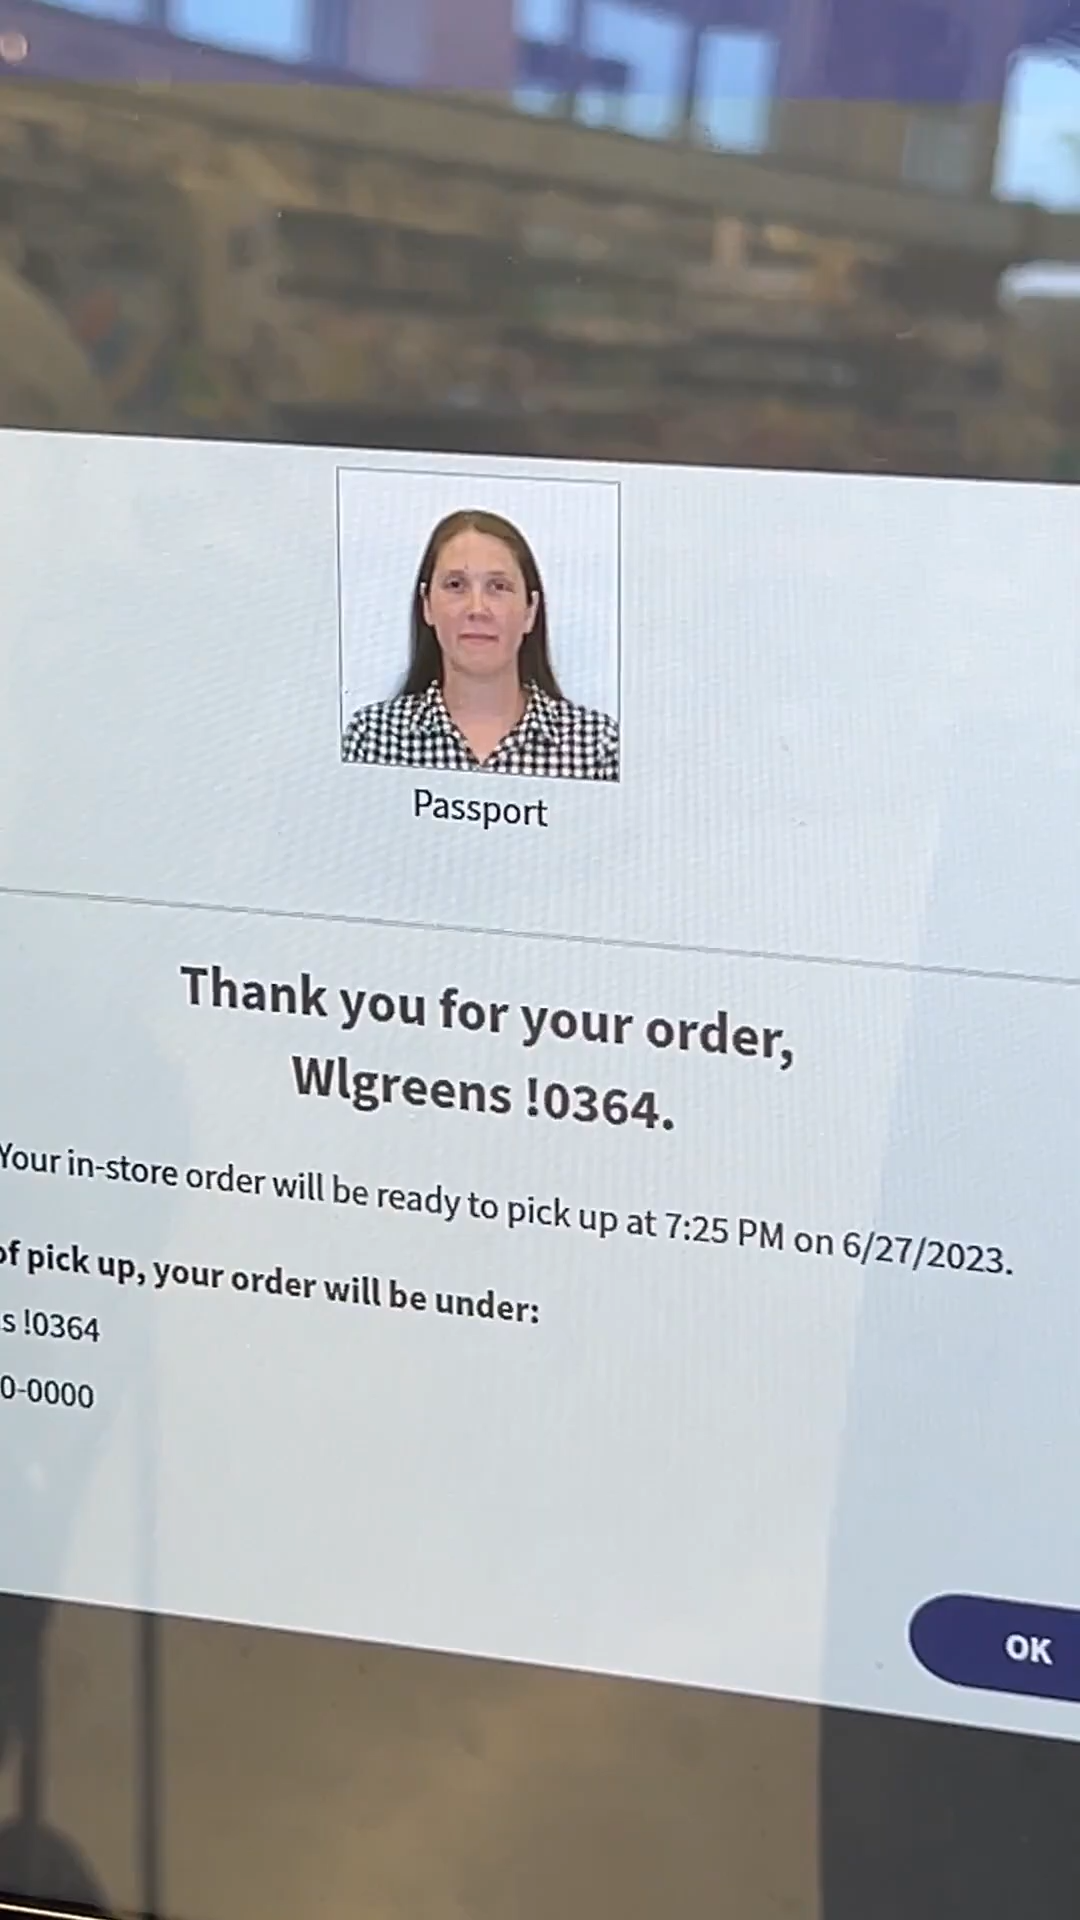 Passport
Thank you for your order,
Wlgreens !0364.
Your in-store order will be ready to pick up at 7:25 PM on 6/27/2023.
of pick up, your order will be under:
s !0364
0-0000
OK